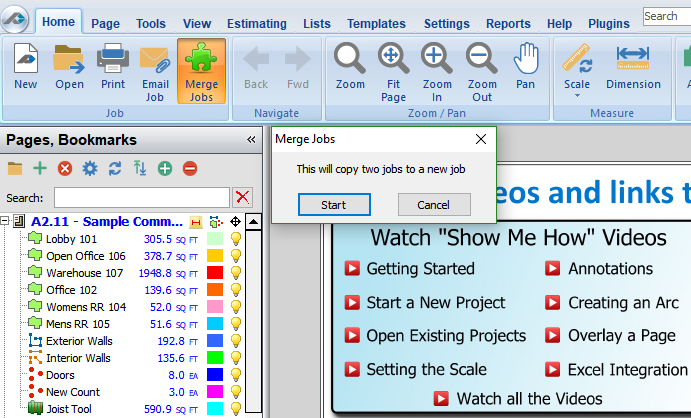 Home Page Tools View Estimating Lists Templates Settings Reports Help Plugins Search
New Open Print Email Job Merge Jobs Back Fwd Zoom Fit Page Zoom In Zoom Out Pan Scale Dimension
Job Navigate Zoom / Pan Measure
Pages, Bookmarks «
Search:
A2.11 - Sample Comm...
Lobby 101 305.5 SQ FT
Open Office 106 378.7 SQ FT
Warehouse 107 1948.8 SQ FT
Office 102 139.6 SQ FT
Womens RR 104 52.0 SQ FT
Mens RR 105 51.6 SQ FT
Exterior Walls 192.8 FT
Interior Walls 135.6 FT
Doors 8.0 EA
New Count 3.0 EA
Joist Tool 590.9 SQ FT
Merge Jobs
This will copy two jobs to a new job
Start Cancel
eos and links t
Watch "Show Me How" Videos
Getting Started Annotations
Start a New Project Creating an Arc
Open Existing Projects Overlay a Page
Setting the Scale Excel Integration
Watch all the Videos